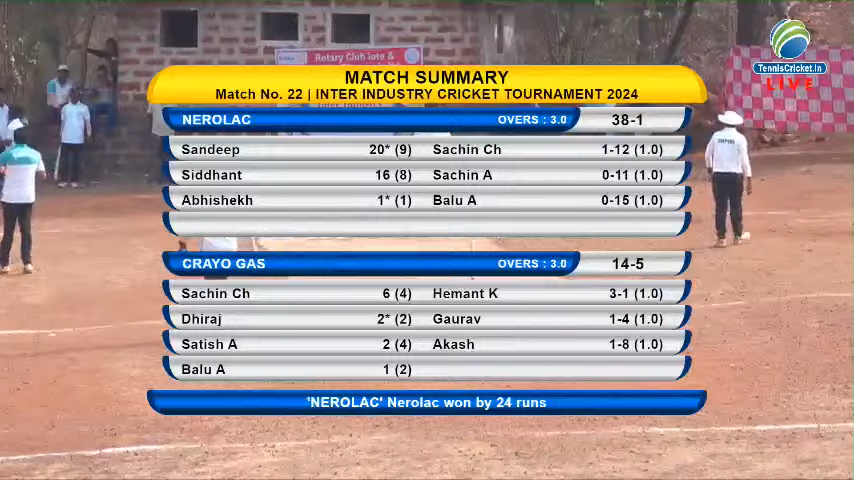 Rotary Club Lote &
TennisCricket.in
LIVE
MATCH SUMMARY
Match No. 22 | INTER INDUSTRY CRICKET TOURNAMENT 2024
NEROLAC OVERS : 3.0 38-1
Sandeep 20* (9) Sachin Ch 1-12 (1.0)
Siddhant 16 (8) Sachin A 0-11 (1.0)
Abhishekh 1* (1) Balu A 0-15 (1.0)
CRAYO GAS OVERS : 3.0 14-5
Sachin Ch 6 (4) Hemant K 3-1 (1.0)
Dhiraj 2* (2) Gaurav 1-4 (1.0)
Satish A 2 (4) Akash 1-8 (1.0)
Balu A 1 (2)
'NEROLAC' Nerolac won by 24 runs